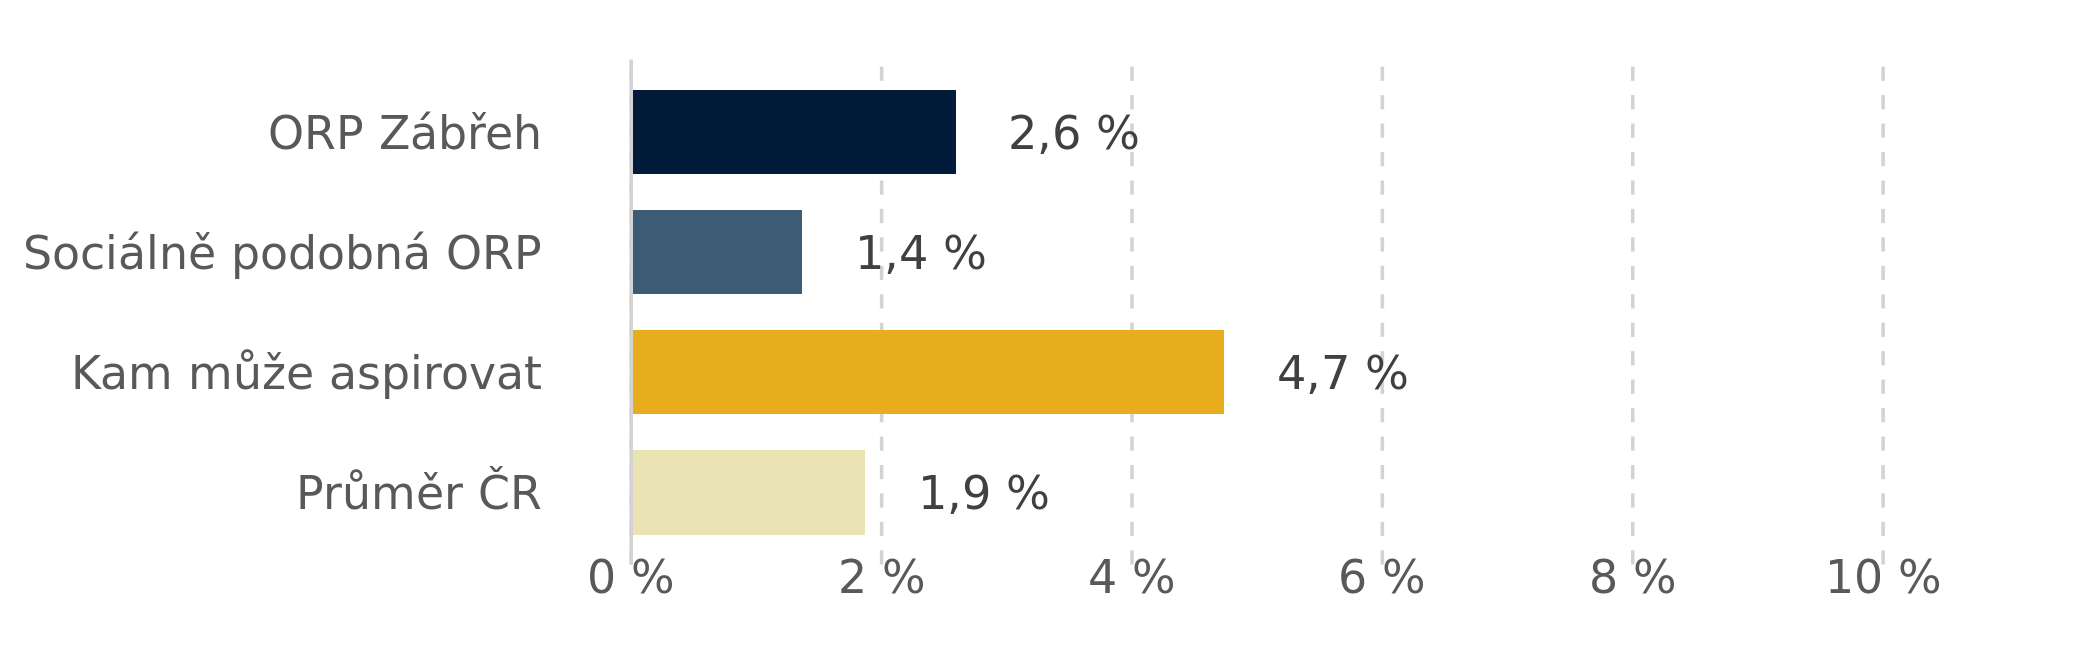 ORP Zábřeh 2,6 %
Sociálně podobná ORP 1,4 %
Kam může aspirovat 4,7 %
Průměr ČR 1,9 %
0 % 2 % 4 % 6 % 8 % 10 %